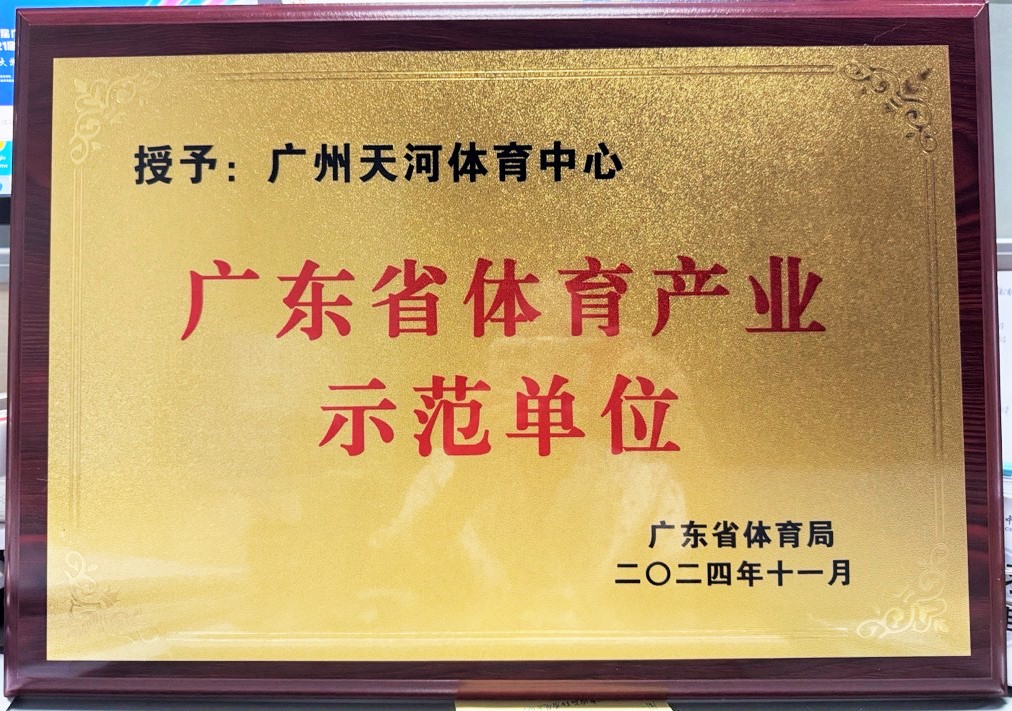 授予：广州天河体育中心
广东省体育产业
示范单位
广东省体育局
二〇二四年十一月